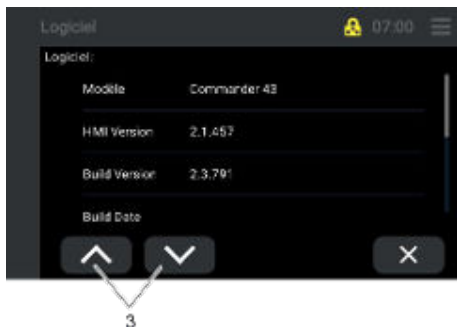 Logiciel
07:00
Logiciel:
Modèle Commander 43
HMI Version 2.1.457
Build Version 2.3.791
Build Date
3